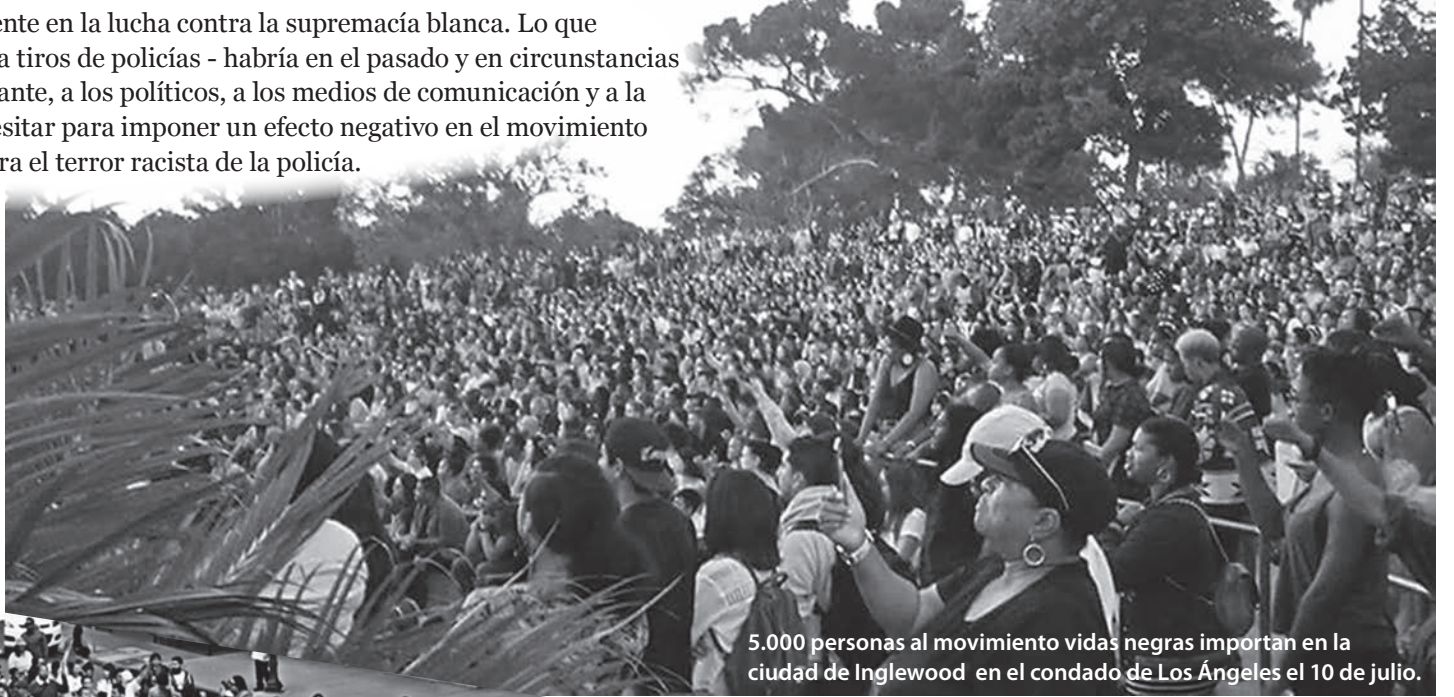 ente en la lucha contra la supremacía blanca. Lo que
a tiros de policías - habría en el pasado y en circunstancias
ante, a los políticos, a los medios de comunicación y a la
esitar para imponer un efecto negativo en el movimiento
ra el terror racista de la policía.
5.000 personas al movimiento vidas negras importan en la
ciudad de Inglewood en el condado de Los Ángeles el 10 de julio.